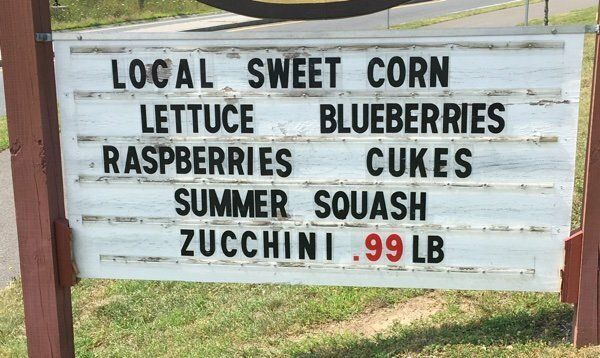 LOCAL SWEET CORN
LETTUCE BLUEBERRIES
RASPBERRIES CUKES
SUMMER SQUASH
ZUCCHINI .99 LB